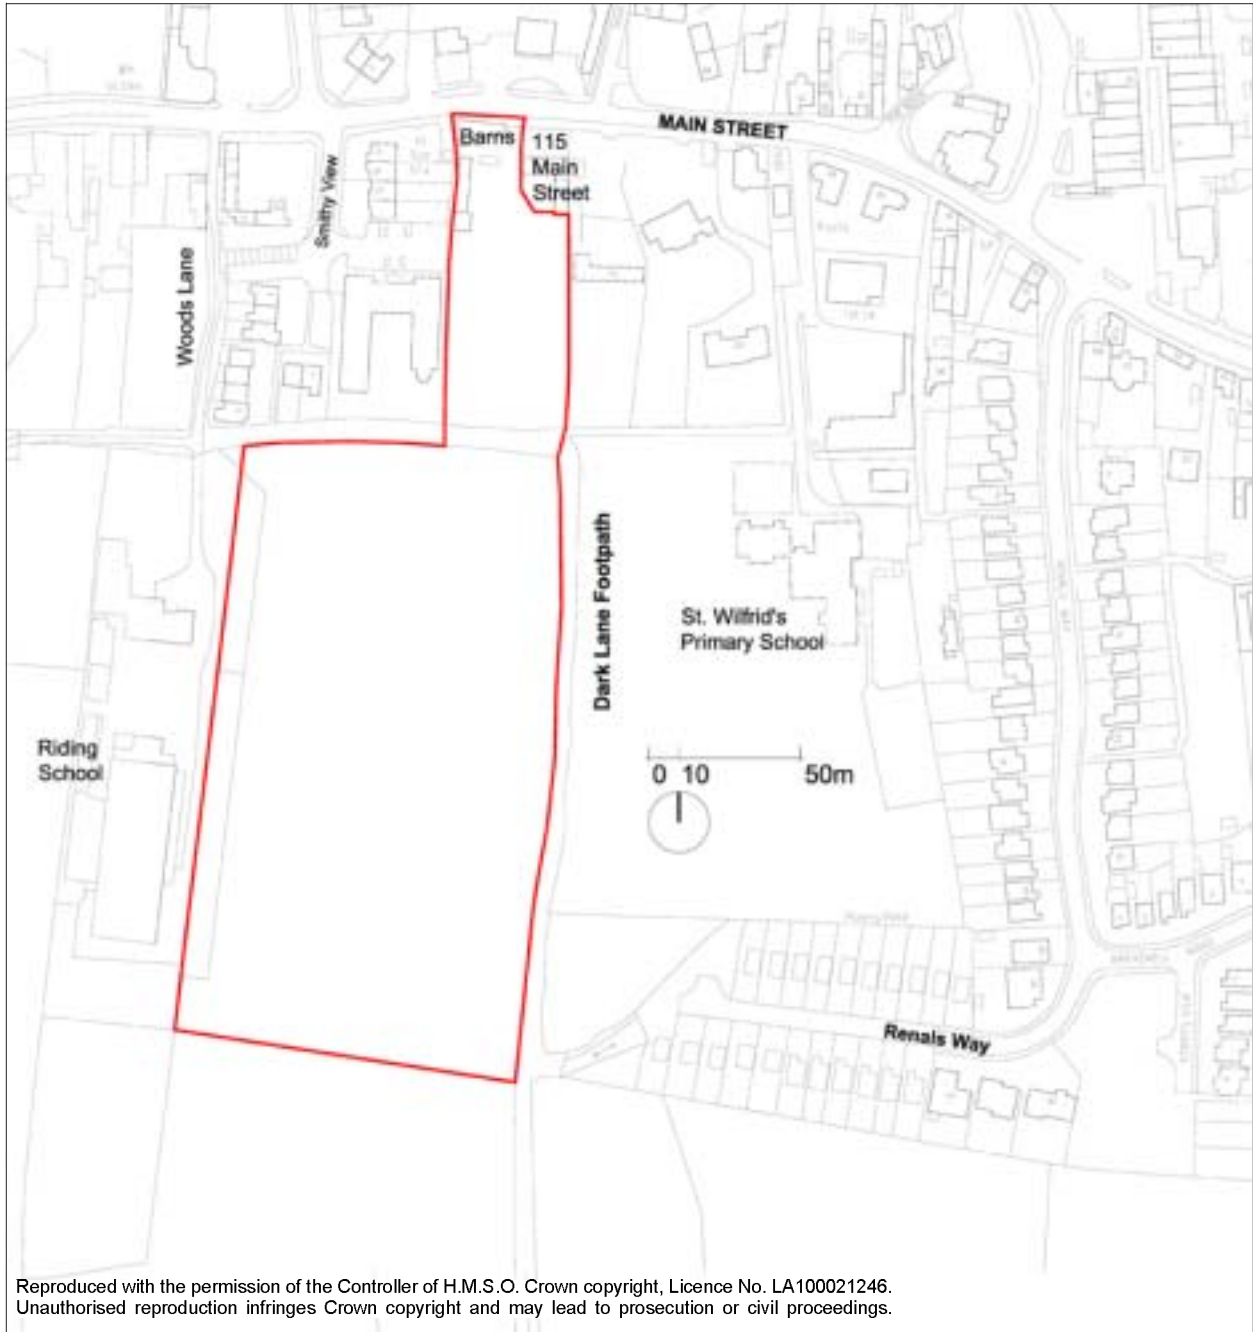 MAIN STREET
Barns
115
Main
Street
Smithy View
Woods Lane
Dark Lane Footpath
St. Wilfrid's
Primary School
Riding
School
0 10 50m
Renals Way
Reproduced with the permission of the Controller of H.M.S.O. Crown copyright, Licence No. LA100021246.
Unauthorised reproduction infringes Crown copyright and may lead to prosecution or civil proceedings.